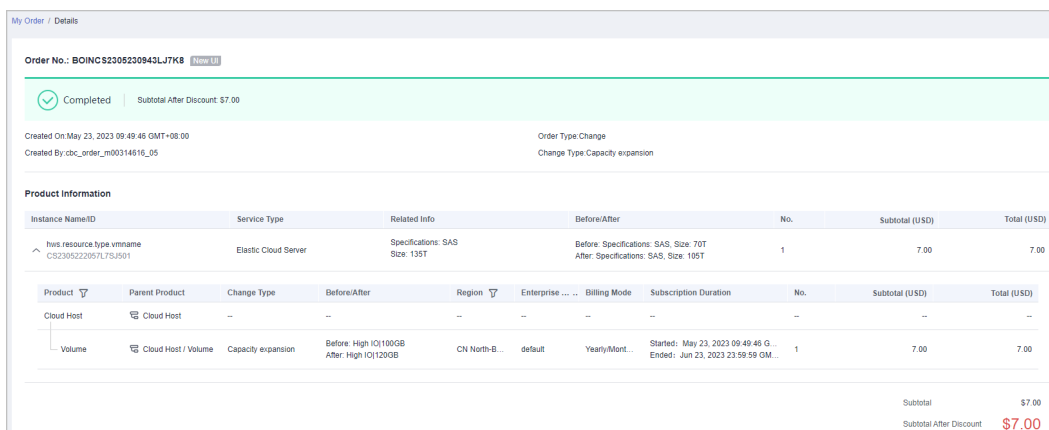 My Order / Details
Order No.: BOINCS2305230943LJ7K8 New UI
Completed Subtotal After Discount: $7.00
Created On:May 23, 2023 09:49:46 GMT+08:00 Order Type:Change
Created By:cbc_order_m00314616_05 Change Type:Capacity expansion
Product Information
Instance Name/ID Service Type Related Info Before/After No. Subtotal (USD) Total (USD)
hws.resource.type.vmname
CS2305222057L7SJ501
Elastic Cloud Server
Specifications: SAS
Size: 135T
Before: Specifications: SAS, Size: 70T
After: Specifications: SAS, Size: 105T
1 7.00 7.00
Product Parent Product Change Type Before/After Region Enterprise ... .. Billing Mode Subscription Duration No. Subtotal (USD) Total (USD)
Cloud Host Cloud Host -- -- -- -- -- -- -- -- --
Volume Cloud Host / Volume Capacity expansion
Before: High IO|100GB
After: High IO|120GB
CN North-B... default Yearly/Mont...
Started: May 23, 2023 09:49:46 G...
Ended: Jun 23, 2023 23:59:59 GM...
1 7.00 7.00
Subtotal $7.00
Subtotal After Discount $7.00